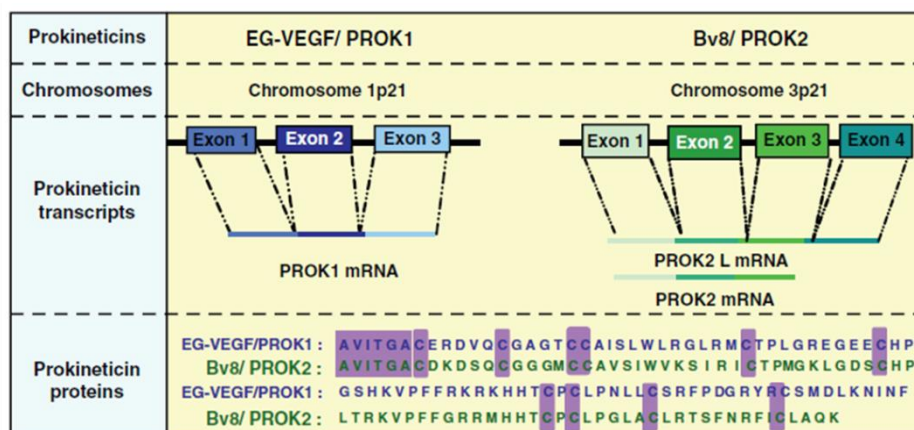 Prokineticins EG-VEGF/ PROK1 Bv8/ PROK2
Chromosomes Chromosome 1p21 Chromosome 3p21
Exon 1 Exon 2 Exon 3 Exon 1 Exon 2 Exon 3 Exon 4
Prokineticin
transcripts
PROK1 mRNA PROK2 L mRNA
PROK2 mRNA
Prokineticin
proteins
EG-VEGF/PROK1 : AVITGACERDVQCGAGTCCAISLWLRGLRMCTPLGREGEECHP
Bv8/ PROK2 : AVITGACDKDSQCGGGMCCAVSIWVKSIRICTPMGKLGDSCHP
EG-VEGF/PROK1 : GSHKVPFFRKRKHHTCPCLPNLLCSRFPDGRYRCSMDLKNINF
Bv8/ PROK2 : LTRKVPFFGRRMHHTCPCLPGLACLRTSFNRFICLAQK